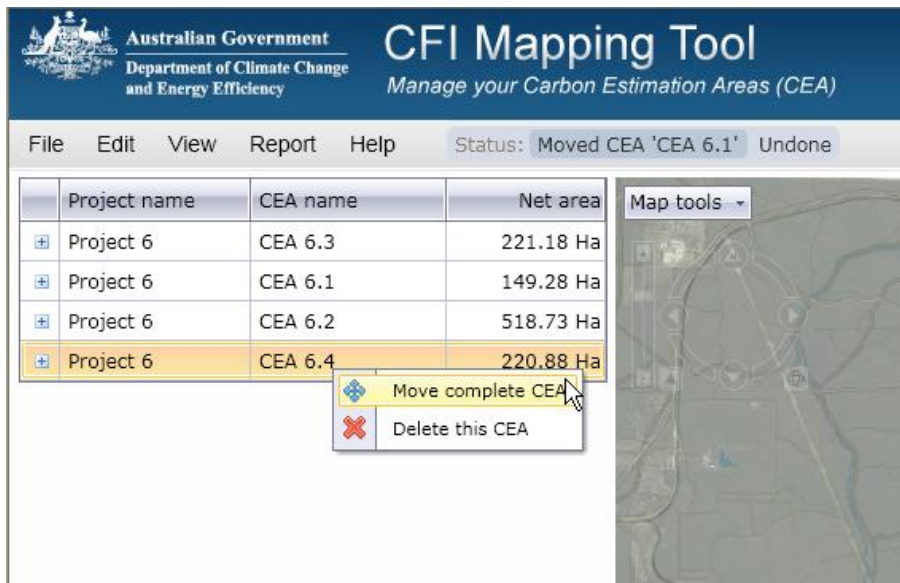 Australian Government
Department of Climate Change
and Energy Efficiency
CFI Mapping Tool
Manage your Carbon Estimation Areas (CEA)
File Edit View Report Help Status: Moved CEA 'CEA 6.1' Undone
Project name CEA name Net area Map tools
Project 6 CEA 6.3 221.18 Ha
Project 6 CEA 6.1 149.28 Ha
Project 6 CEA 6.2 518.73 Ha
Project 6 CEA 6.4 220.88 Ha
Move complete CEA
Delete this CEA